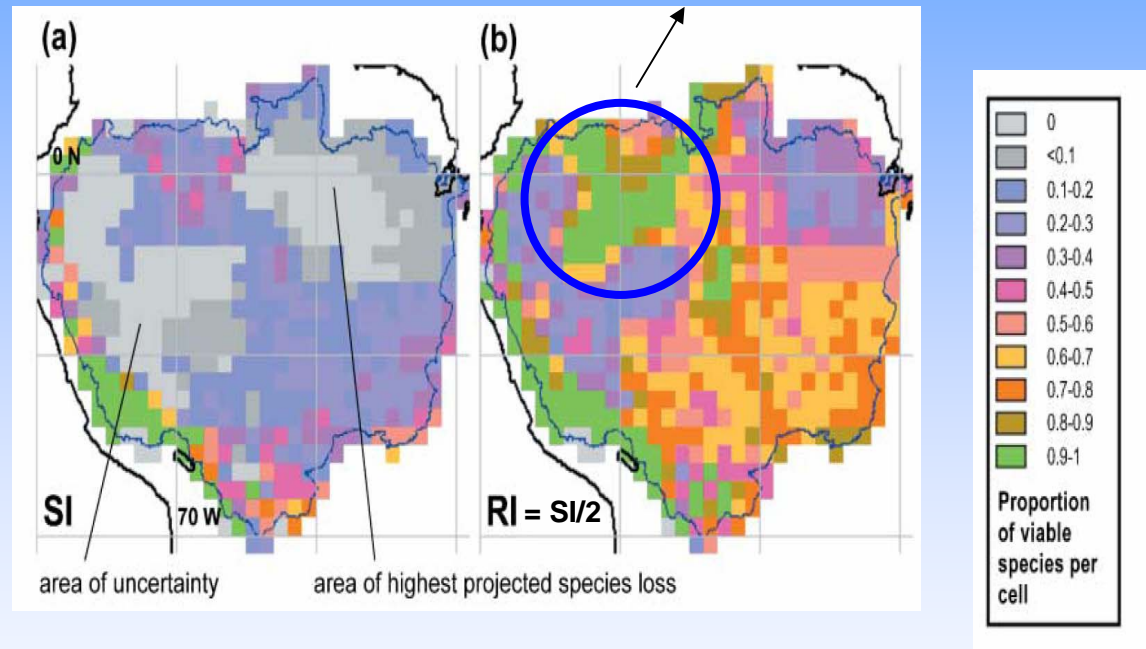 (a)
(b)
0 N
SI
70 W
RI = SI/2
area of uncertainty
area of highest projected species loss
0
<0.1
0.1-0.2
0.2-0.3
0.3-0.4
0.4-0.5
0.5-0.6
0.6-0.7
0.7-0.8
0.8-0.9
0.9-1
Proportion
of viable
species per
cell